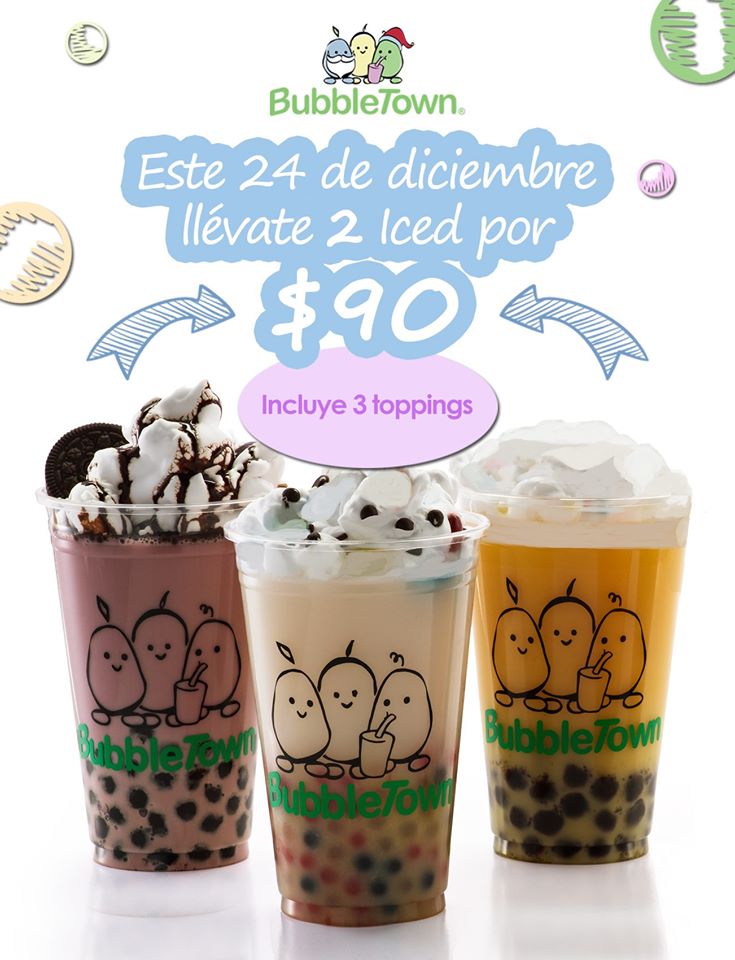 BubbleTown®
Este 24 de diciembre
llévate 2 Iced por
$90
Incluye 3 toppings
BubbleTown
BubbleTown
BubbleTown